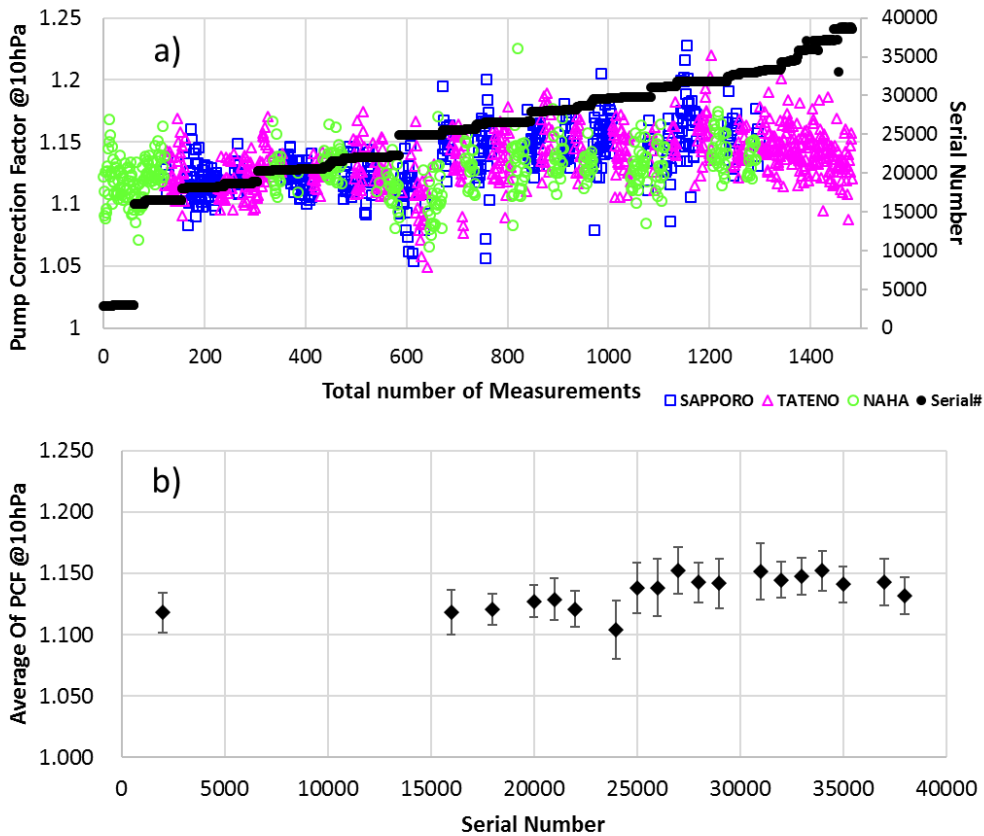 a)
Pump Correction Factor @10hPa
1.25
1.2
1.15
1.1
1.05
1
40000
35000
30000
25000
20000
15000
10000
5000
0
Serial Number
0 200 400 600 800 1000 1200 1400
Total number of Measurements
SAPPORO TATENO NAHA Serial#
b)
Average Of PCF @10hPa
1.250
1.200
1.150
1.100
1.050
1.000
0 5000 10000 15000 20000 25000 30000 35000 40000
Serial Number